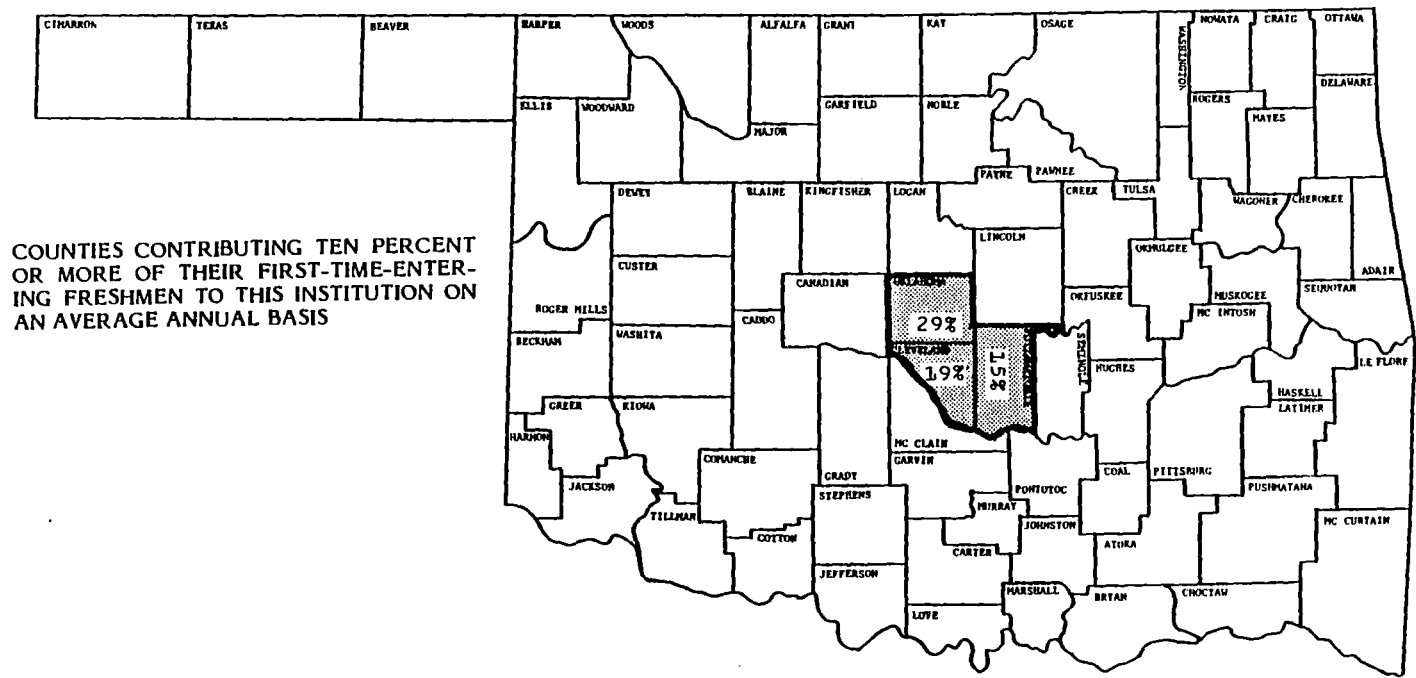 CIMARRON
TEXAS
BEAVER
HARPER
WOODS
ALFALFA
GRANT
KAY
OSAGE
WASHINGTON
NOWATA
CRAIG
OTTAWA
ELLIS
WOODWARD
MAJOR
GARFIELD
NOBLE
ROGERS
MAYES
DELAWARE
DEWEY
BLAINE
KINGFISHER
LOGAN
PAYNE
PAWNEE
CREEK
TULSA
WAGONER
CHEROKEE
LINCOLN
OKMULGEE
ADAIR
COUNTIES CONTRIBUTING TEN PERCENT
OR MORE OF THEIR FIRST-TIME-ENTER-
ING FRESHMEN TO THIS INSTITUTION ON
AN AVERAGE ANNUAL BASIS
ROGER MILLS
CUSTER
CANADIAN
OKLAHOMA
29%
OKFUSKEE
MUSKOGEE
SEQUOYAH
MC INTOSH
BECKHAM
WASHITA
CADDO
CLEVELAND
19%
15%
SEMINOLE
HUGHES
HASKELL
LATIMER
LE FLORE
GREER
KIOWA
HARMON
JACKSON
COMANCHE
GRADY
MC CLAIN
GARVIN
PONTOTOC
COAL
PITTSBURG
PUSHMATAHA
TILLMAN
COTTON
STEPHENS
MURRAY
JOHNSTON
ATOKA
MC CURTAIN
CARTER
JEFFERSON
LOVE
MARSHALL
BRYAN
CHOCTAW